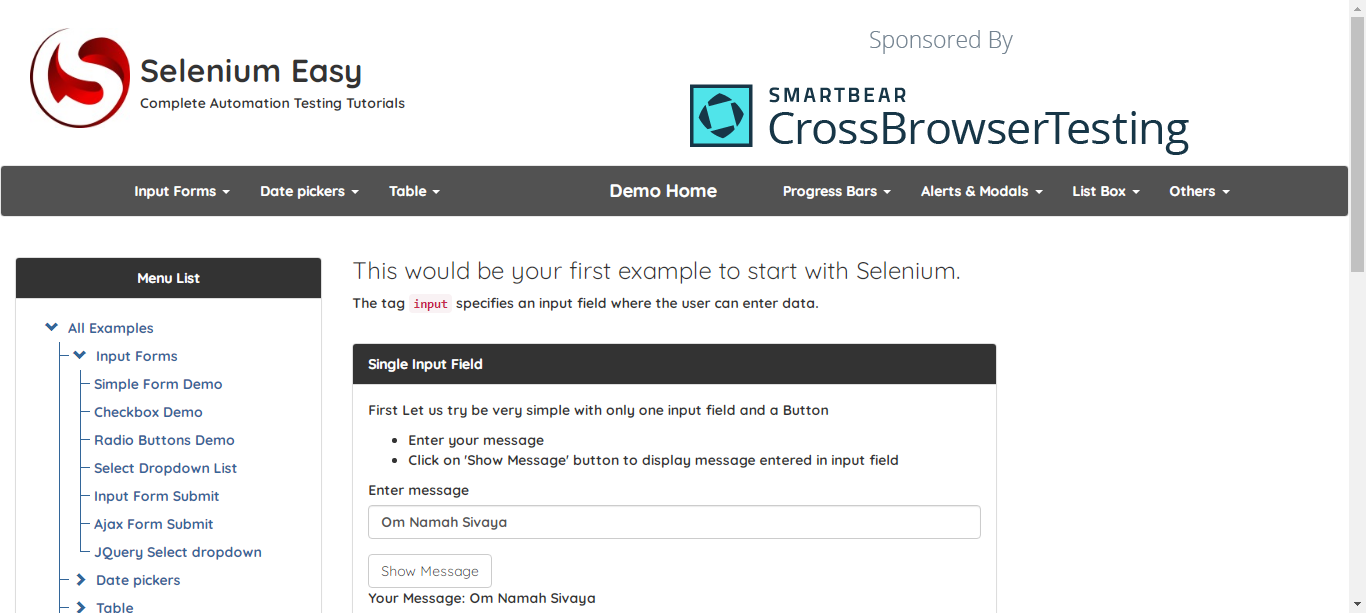 Selenium Easy
Complete Automation Testing Tutorials
Sponsored By
SMARTBEAR
CrossBrowserTesting
Input Forms Date pickers Table Demo Home Progress Bars Alerts & Modals List Box Others
Menu List
All Examples
Input Forms
Simple Form Demo
Checkbox Demo
Radio Buttons Demo
Select Dropdown List
Input Form Submit
Ajax Form Submit
JQuery Select dropdown
Date pickers
Table
This would be your first example to start with Selenium.
The tag input specifies an input field where the user can enter data.
Single Input Field
First Let us try be very simple with only one input field and a Button
Enter your message
Click on 'Show Message' button to display message entered in input field
Enter message
Om Namah Sivaya
Show Message
Your Message: Om Namah Sivaya